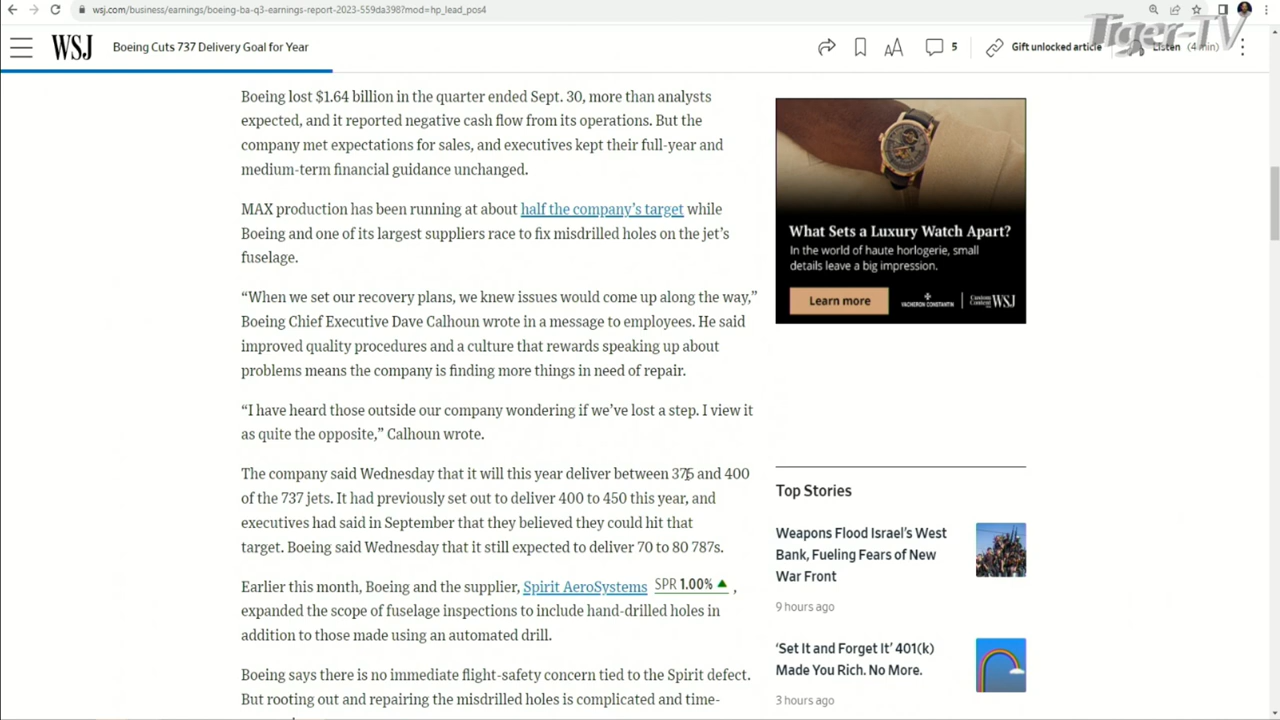 wsj.com/business/earnings/boeing-ba-q3-earnings-report-2023-559da398?mod=hp_lead_pos4
Tiger-TV
WSJ
Boeing Cuts 737 Delivery Goal for Year
AA
5
Gift unlocked article
Listen (4 min)
Boeing lost $1.64 billion in the quarter ended Sept. 30, more than analysts
expected, and it reported negative cash flow from its operations. But the
company met expectations for sales, and executives kept their full-year and
medium-term financial guidance unchanged.
MAX production has been running at about half the company’s target while
Boeing and one of its largest suppliers race to fix misdrilled holes on the jet’s
fuselage.
“When we set our recovery plans, we knew issues would come up along the way,”
Boeing Chief Executive Dave Calhoun wrote in a message to employees. He said
improved quality procedures and a culture that rewards speaking up about
problems means the company is finding more things in need of repair.
“I have heard those outside our company wondering if we’ve lost a step. I view it
as quite the opposite,” Calhoun wrote.
The company said Wednesday that it will this year deliver between 375 and 400
of the 737 jets. It had previously set out to deliver 400 to 450 this year, and
executives had said in September that they believed they could hit that
target. Boeing said Wednesday that it still expected to deliver 70 to 80 787s.
Earlier this month, Boeing and the supplier, Spirit AeroSystems SPR 1.00% ,
expanded the scope of fuselage inspections to include hand-drilled holes in
addition to those made using an automated drill.
Boeing says there is no immediate flight-safety concern tied to the Spirit defect.
But rooting out and repairing the misdrilled holes is complicated and time-
What Sets a Luxury Watch Apart?
In the world of haute horlogerie, small
details leave a big impression.
Learn more
VACHERON CONSTANTIN
Custom Content WSJ
Top Stories
Weapons Flood Israel’s West
Bank, Fueling Fears of New
War Front
9 hours ago
‘Set It and Forget It’ 401(k)
Made You Rich. No More.
3 hours ago